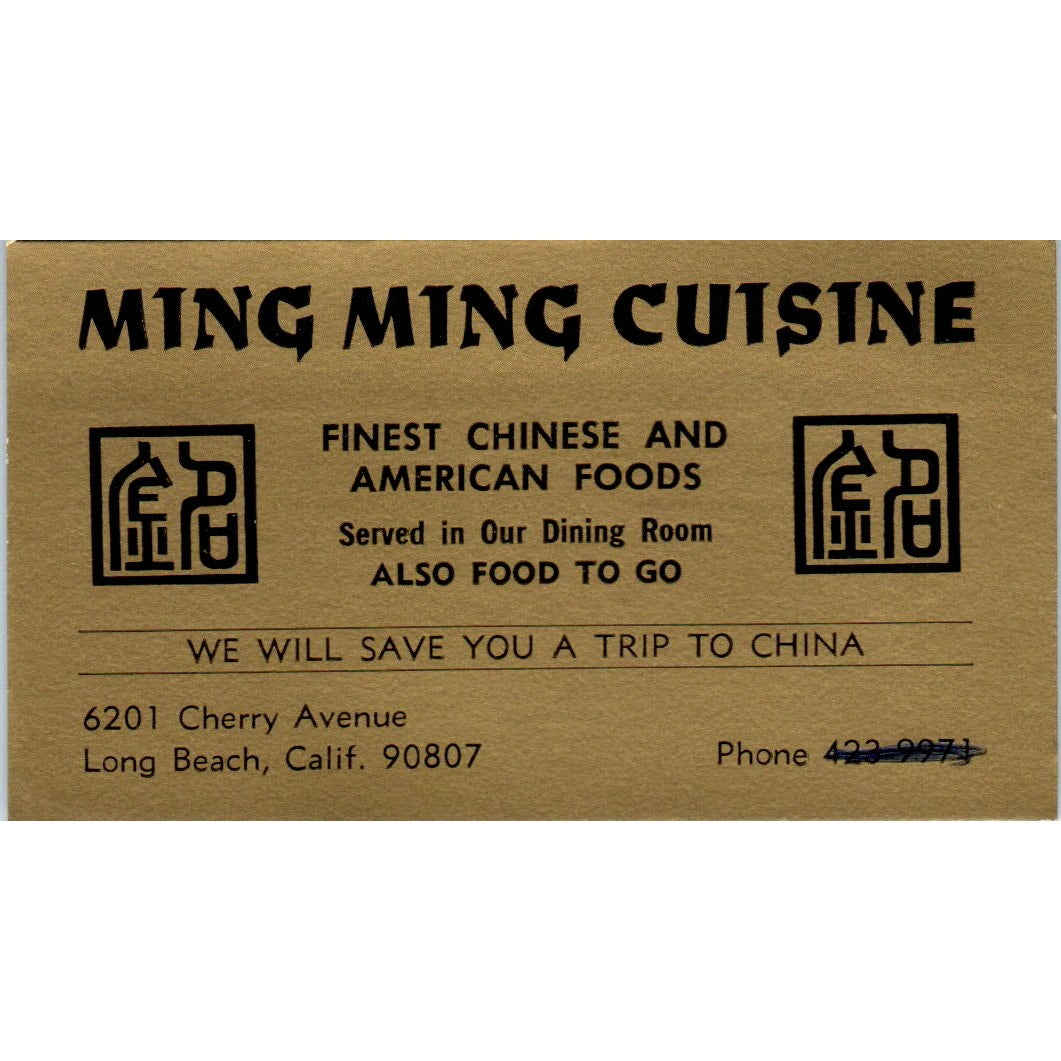 MING MING CUISINE
FINEST CHINESE AND
AMERICAN FOODS
Served in Our Dining Room
ALSO FOOD TO GO
WE WILL SAVE YOU A TRIP TO CHINA
6201 Cherry Avenue
Long Beach, Calif. 90807
Phone 423-9971